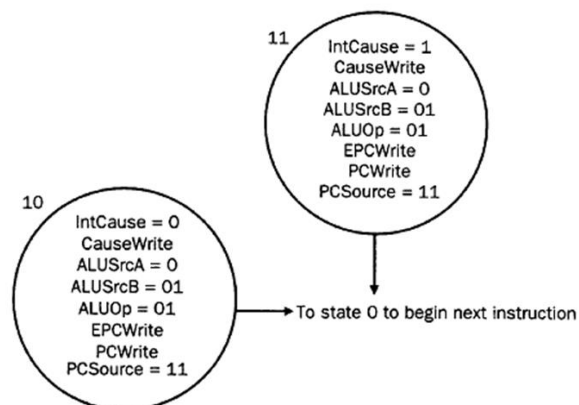 11
IntCause = 1
CauseWrite
ALUSrcA = 0
ALUSrcB = 01
ALUOp = 01
EPCWrite
PCWrite
PCSource = 11
10
IntCause = 0
CauseWrite
ALUSrcA = 0
ALUSrcB = 01
ALUOp = 01
EPCWrite
PCWrite
PCSource = 11
To state 0 to begin next instruction